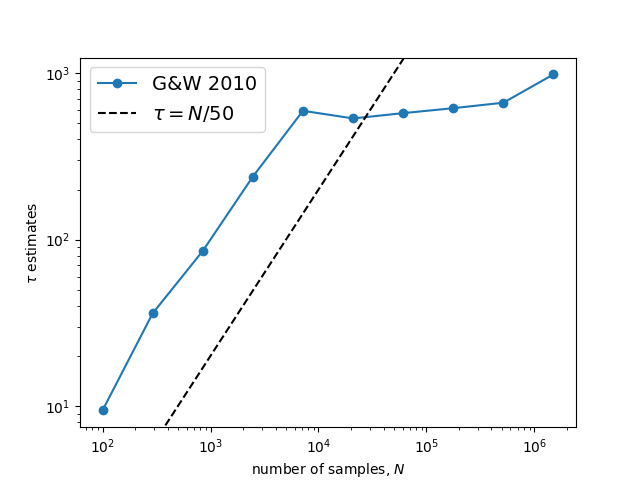 G&W 2010
τ = N/50
10³
10²
10¹
τ estimates
10² 10³ 10⁴ 10⁵ 10⁶
number of samples, N